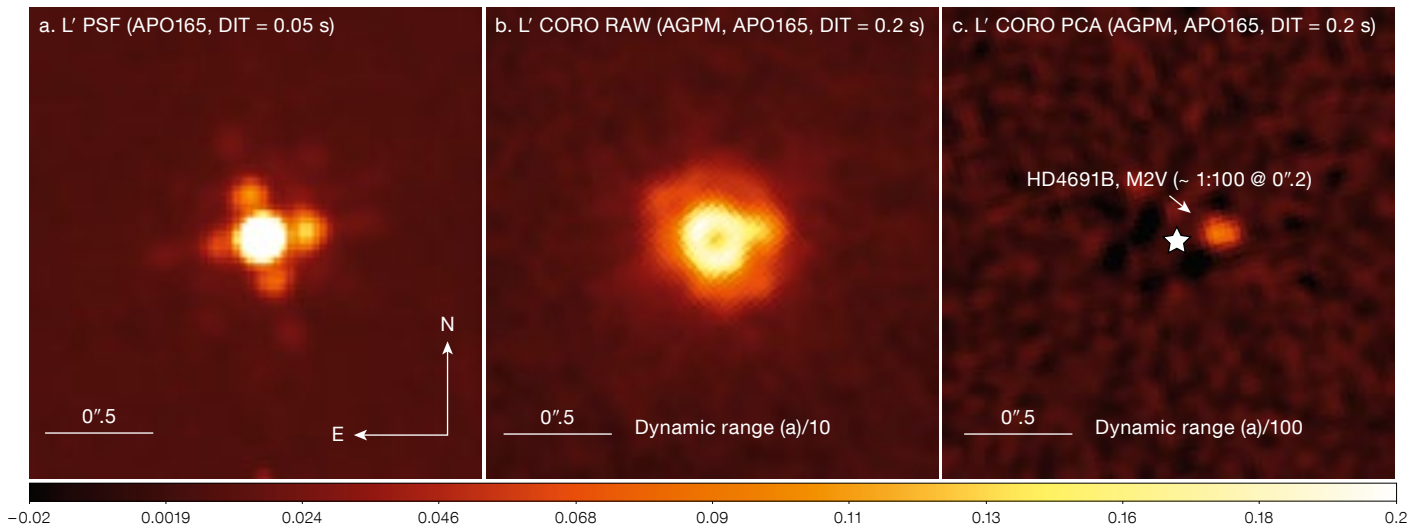 a. L′ PSF (APO165, DIT = 0.05 s)
b. L′ CORO RAW (AGPM, APO165, DIT = 0.2 s)
c. L′ CORO PCA (AGPM, APO165, DIT = 0.2 s)
HD4691B, M2V (~ 1:100 @ 0″.2)
N
E
0″.5
0″.5
Dynamic range (a)/10
0″.5
Dynamic range (a)/100
−0.02 0.0019 0.024 0.046 0.068 0.09 0.11 0.13 0.16 0.18 0.2